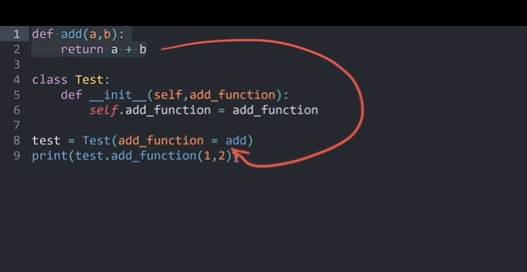 1 def add(a,b):
2     return a + b
3
4 class Test:
5     def __init__(self,add_function):
6         self.add_function = add_function
7
8 test = Test(add_function = add)
9 print(test.add_function(1,2))